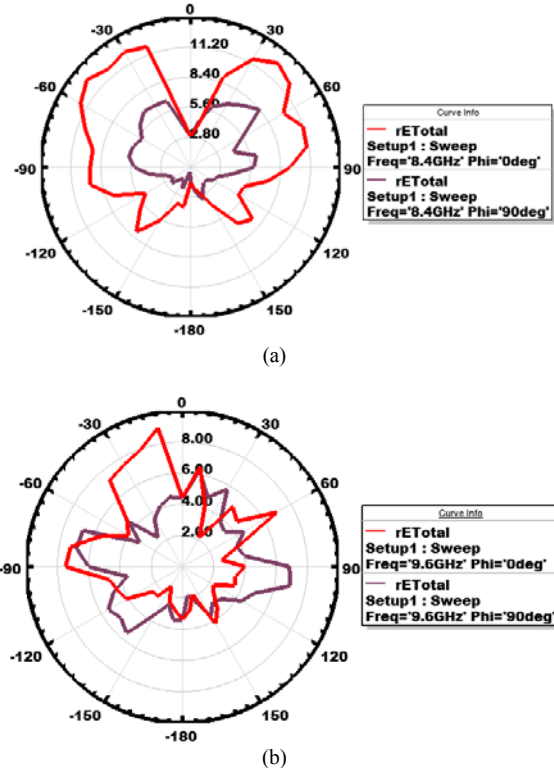 0
-30
30
11.20
8.40
-60
60
5.60
2.80
-90
90
-120
120
-150
150
-180
Curve Info
rETotal
Setup1 : Sweep
Freq='8.4GHz' Phi='0deg'
rETotal
Setup1 : Sweep
Freq='8.4GHz' Phi='90deg'
(a)
0
-30
30
8.00
6.00
-60
60
4.00
2.00
-90
90
-120
120
-150
150
-180
Curve Info
rETotal
Setup1 : Sweep
Freq='9.6GHz' Phi='0deg'
rETotal
Setup1 : Sweep
Freq='9.6GHz' Phi='90deg'
(b)